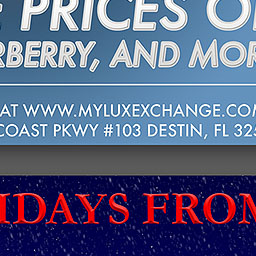 PRICES O
RBERRY, AND MOR
AT WWW.MYLUXEXCHANGE.COM
COAST PKWY #103 DESTIN, FL 325
IDAYS FROM